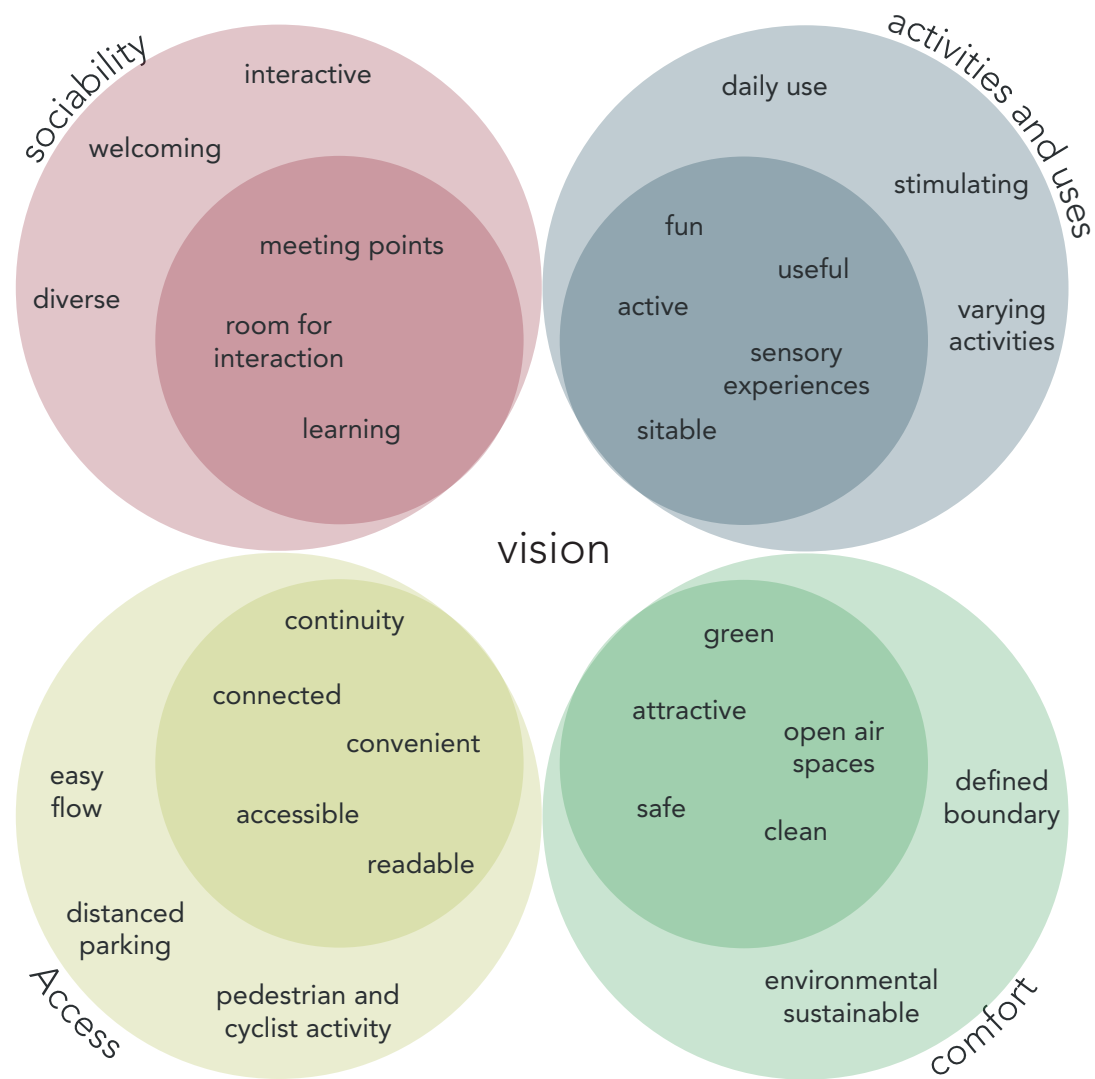 sociability
interactive
welcoming
diverse
meeting points
room for
interaction
learning
activities and uses
daily use
stimulating
varying
activities
fun
useful
active
sensory
experiences
sitable
vision
Access
continuity
connected
convenient
accessible
readable
easy
flow
distanced
parking
pedestrian and
cyclist activity
comfort
green
attractive
open air
spaces
safe
clean
defined
boundary
environmental
sustainable